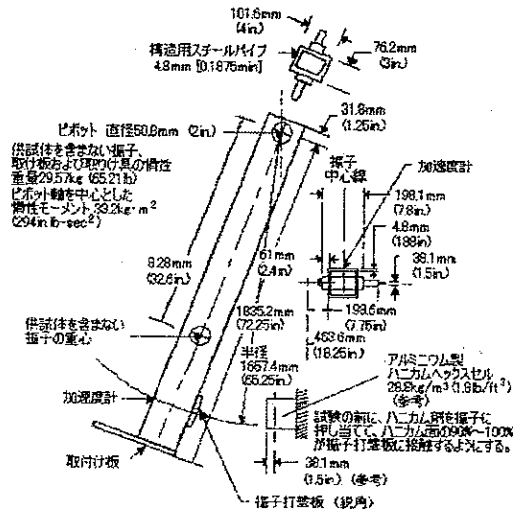 101.6mm
(4in.)
76.2mm
(3in.)
構造用スチールパイプ
4.8mm [0.1875min]
31.8mm
(1.25in)
ピボット 直径50.8mm (2in.)
供試体を含まない振子、
取付け板および取付け具の慣性
重量29.57kg (65.21lb)
ピボット軸を中心とした
慣性モーメント33.2kg・m²
(294in lb-sec²)
振子
中心線
加速度計
198.1mm
(7.8in.)
4.8mm
(188in)
38.1mm
(1.5in.)
8.28mm
(32.6in.)
61mm
(2.4in.)
1835.2mm
(72.25in.)
199.6mm
(7.75in)
463.6mm
(18.25in)
供試体を含まない
振子の重心
半径
1657.4mm
(65.25in.)
アルミニウム製
ハニカムヘックスセル
28.8kg/m³ (1.8lb/ft³)
(参考)
加速度計
試験の前に、ハニカム剤を振子に
押し当てて、ハニカム面の90%~100%
が振子打撃板に接触するようにする。
取付け板
38.1mm
(1.5in) (参考)
振子打撃板 (鋭角)